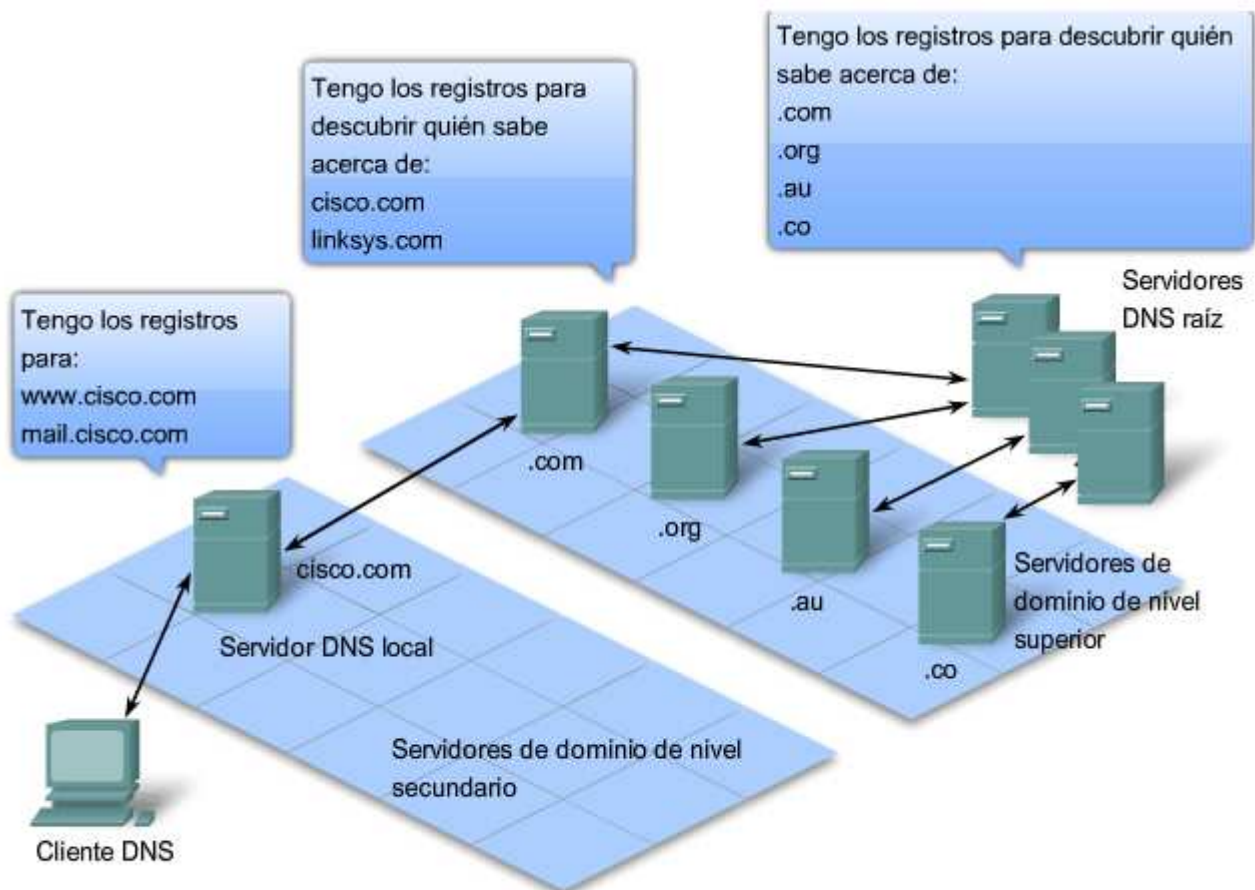 Tengo los registros para descubrir quién
sabe acerca de:
.com
.org
.au
.co
Tengo los registros para
descubrir quién sabe
acerca de:
cisco.com
linksys.com
Tengo los registros
para:
www.cisco.com
mail.cisco.com
Servidores
DNS raíz
.com
.org
.au
.co
Servidores de
dominio de nivel
superior
cisco.com
Servidor DNS local
Servidores de dominio de nivel
secundario
Cliente DNS